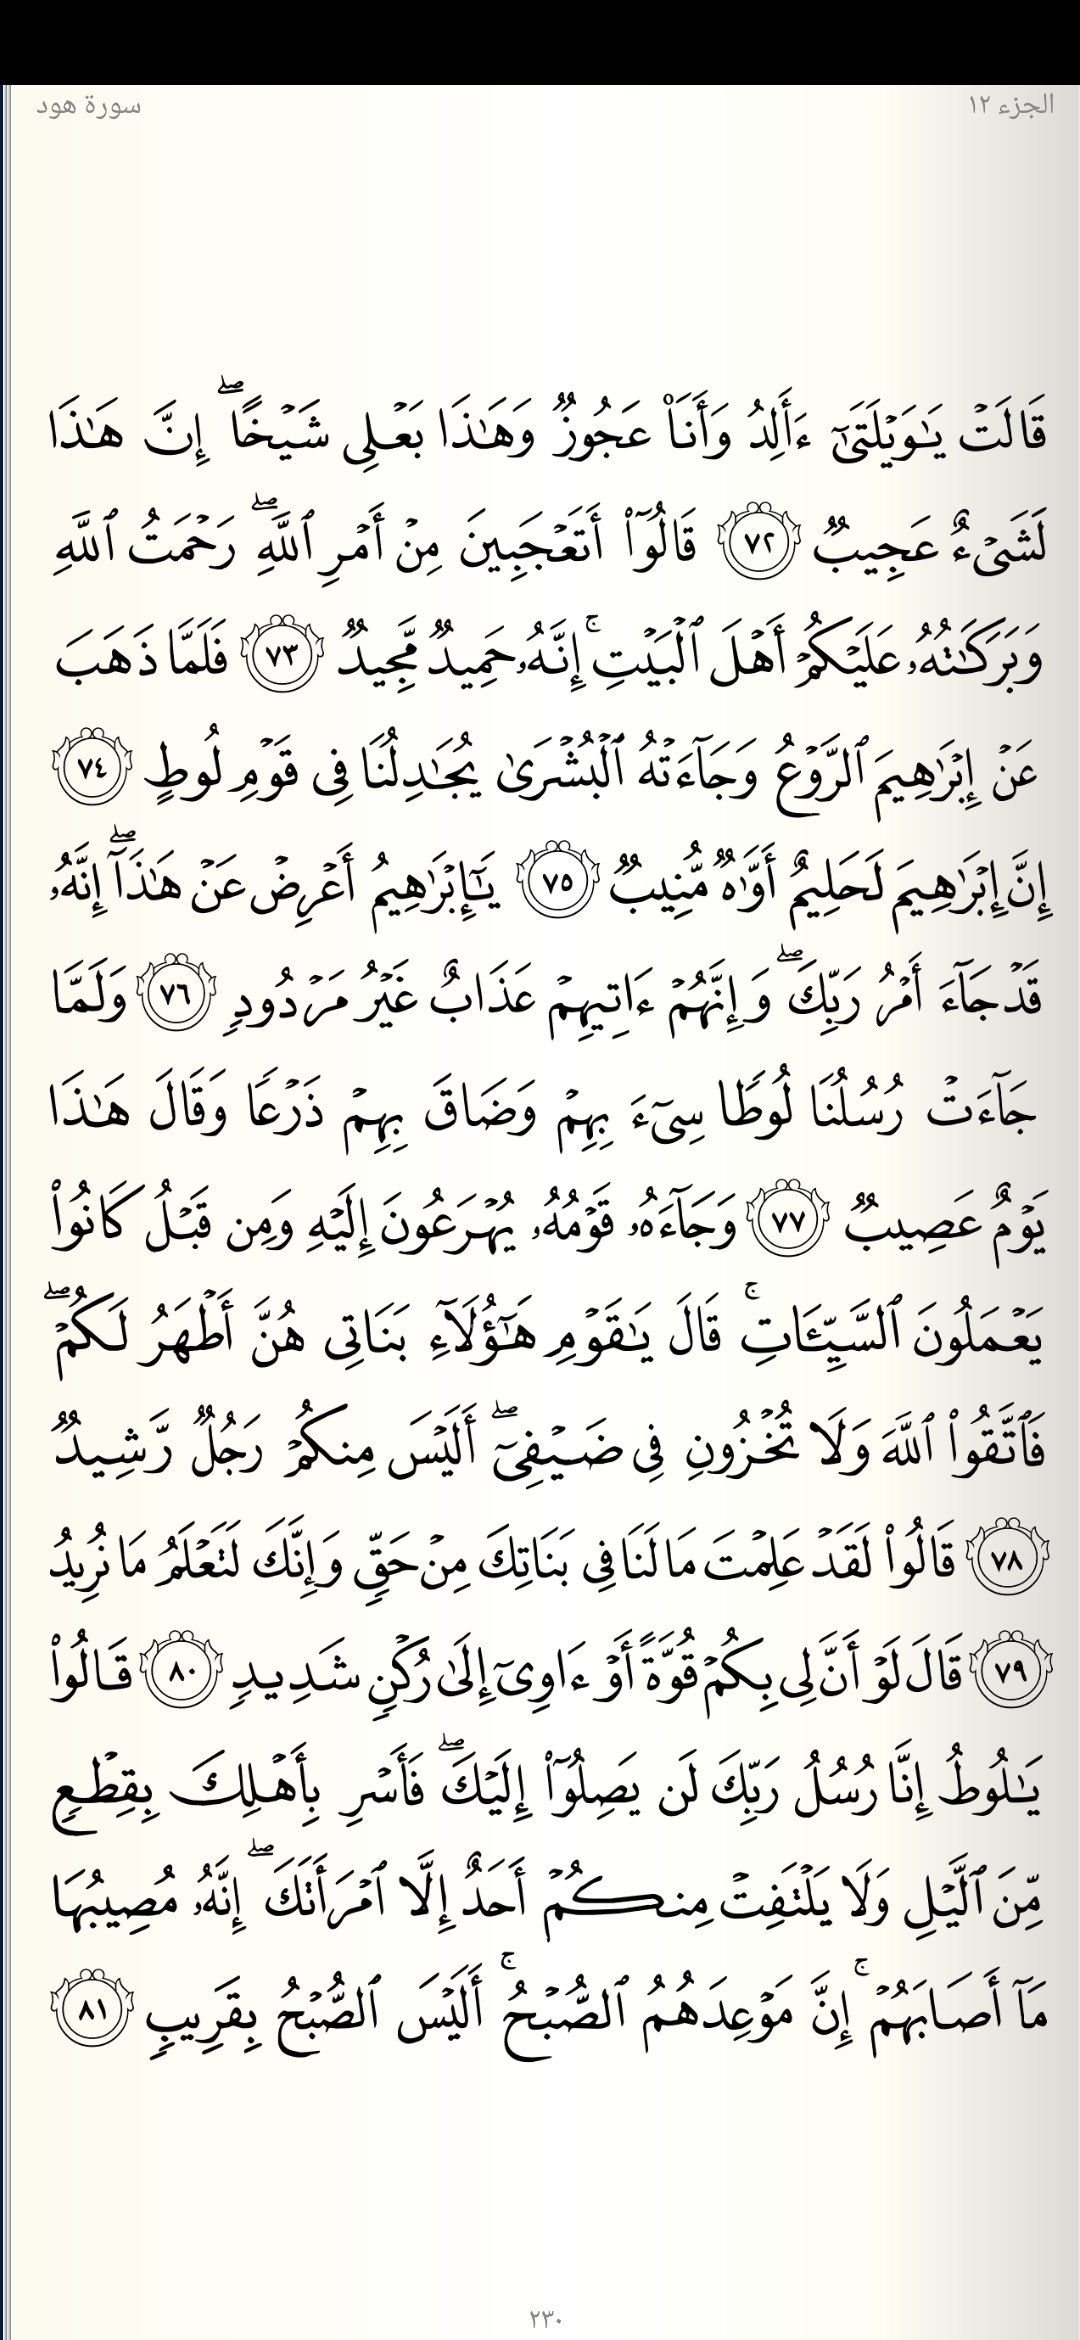 الجزء ١٢
سورة هود
قَالَتۡ يَٰوَيۡلَتَىٰٓ ءَأَلِدُ وَأَنَا۠ عَجُوزٞ وَهَٰذَا بَعۡلِي شَيۡخًاۖ إِنَّ هَٰذَا
لَشَيۡءٌ عَجِيبٞ ٧٢ قَالُوٓاْ أَتَعۡجَبِينَ مِنۡ أَمۡرِ ٱللَّهِۖ رَحۡمَتُ ٱللَّهِ
وَبَرَكَٰتُهُۥ عَلَيۡكُمۡ أَهۡلَ ٱلۡبَيۡتِۚ إِنَّهُۥ حَمِيدٞ مَّجِيدٞ ٧٣ فَلَمَّا ذَهَبَ
عَنۡ إِبۡرَٰهِيمَ ٱلرَّوۡعُ وَجَآءَتۡهُ ٱلۡبُشۡرَىٰ يُجَٰدِلُنَا فِي قَوۡمِ لُوطٍ ٧٤
إِنَّ إِبۡرَٰهِيمَ لَحَلِيمٌ أَوَّٰهٞ مُّنِيبٞ ٧٥ يَٰٓإِبۡرَٰهِيمُ أَعۡرِضۡ عَنۡ هَٰذَآۖ إِنَّهُۥ
قَدۡ جَآءَ أَمۡرُ رَبِّكَۖ وَإِنَّهُمۡ ءَاتِيهِمۡ عَذَابٌ غَيۡرُ مَرۡدُودٖ ٧٦ وَلَمَّا
جَآءَتۡ رُسُلُنَا لُوطٗا سِيٓءَ بِهِمۡ وَضَاقَ بِهِمۡ ذَرۡعٗا وَقَالَ هَٰذَا
يَوۡمٌ عَصِيبٞ ٧٧ وَجَآءَهُۥ قَوۡمُهُۥ يُهۡرَعُونَ إِلَيۡهِ وَمِن قَبۡلُ كَانُواْ
يَعۡمَلُونَ ٱلسَّيِّـَٔاتِۚ قَالَ يَٰقَوۡمِ هَٰٓؤُلَآءِ بَنَاتِي هُنَّ أَطۡهَرُ لَكُمۡۖ
فَٱتَّقُواْ ٱللَّهَ وَلَا تُخۡزُونِ فِي ضَيۡفِيٓۖ أَلَيۡسَ مِنكُمۡ رَجُلٞ رَّشِيدٞ
٧٨ قَالُواْ لَقَدۡ عَلِمۡتَ مَا لَنَا فِي بَنَاتِكَ مِنۡ حَقّٖ وَإِنَّكَ لَتَعۡلَمُ مَا نُرِيدُ
٧٩ قَالَ لَوۡ أَنَّ لِي بِكُمۡ قُوَّةً أَوۡ ءَاوِيٓ إِلَىٰ رُكۡنٖ شَدِيدٖ ٨٠ قَالُواْ
يَٰلُوطُ إِنَّا رُسُلُ رَبِّكَ لَن يَصِلُوٓاْ إِلَيۡكَۖ فَأَسۡرِ بِأَهۡلِكَ بِقِطۡعٖ
مِّنَ ٱلَّيۡلِ وَلَا يَلۡتَفِتۡ مِنكُمۡ أَحَدٌ إِلَّا ٱمۡرَأَتَكَۖ إِنَّهُۥ مُصِيبُهَا
مَآ أَصَابَهُمۡۚ إِنَّ مَوۡعِدَهُمُ ٱلصُّبۡحُۚ أَلَيۡسَ ٱلصُّبۡحُ بِقَرِيبٖ ٨١
٢٣٠